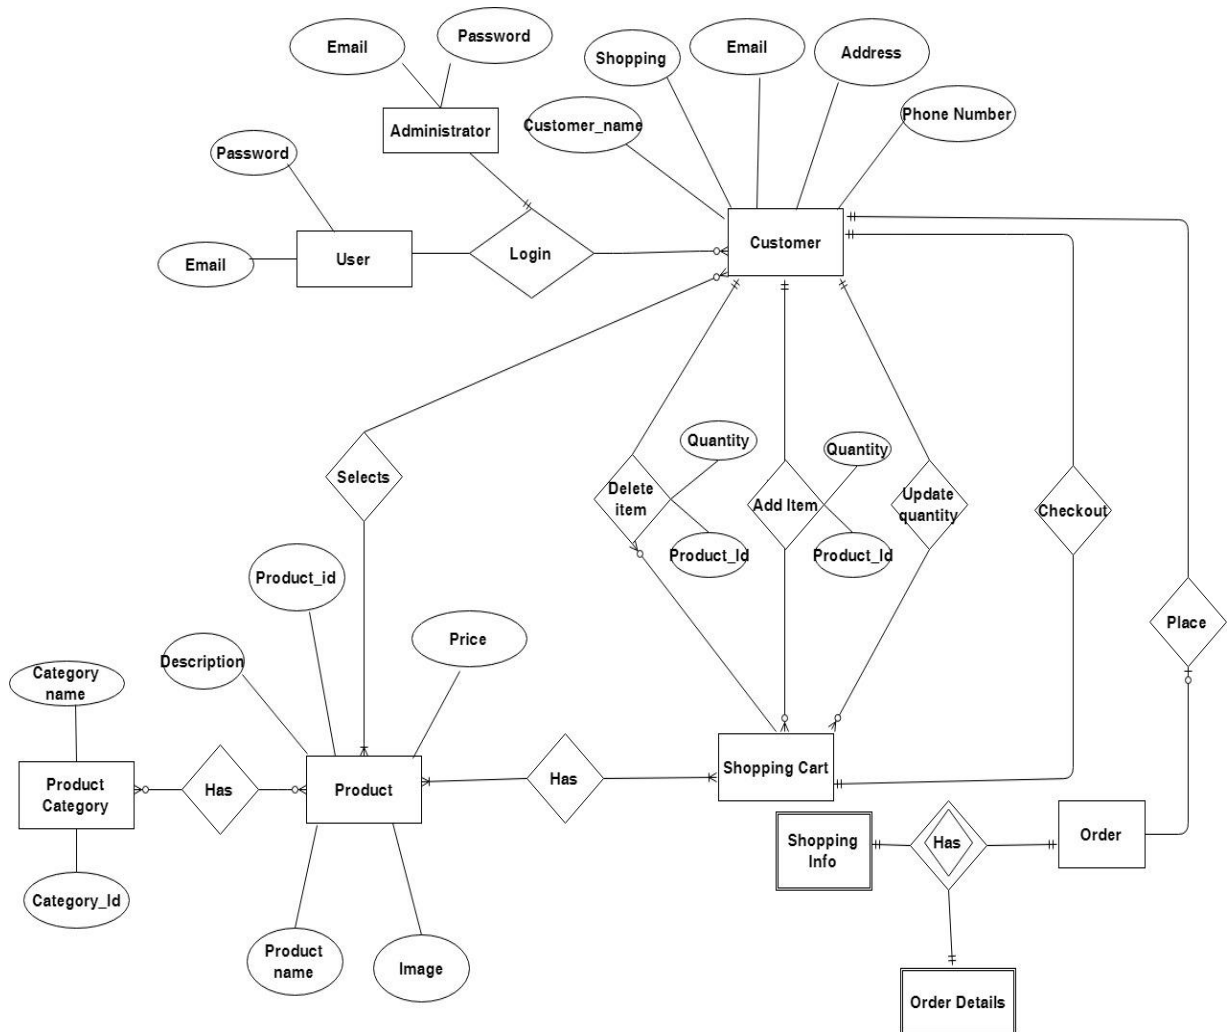 Email
Password
Shopping
Email
Address
Customer_name
Phone Number
Administrator
Password
Email
User
Login
Customer
Selects
Quantity
Quantity
Delete
item
Add Item
Update
quantity
Checkout
Product_Id
Product_Id
Product_id
Description
Price
Place
Category
name
Product
Category
Has
Product
Has
Shopping Cart
Shopping
Info
Has
Order
Category_Id
Product
name
Image
Order Details